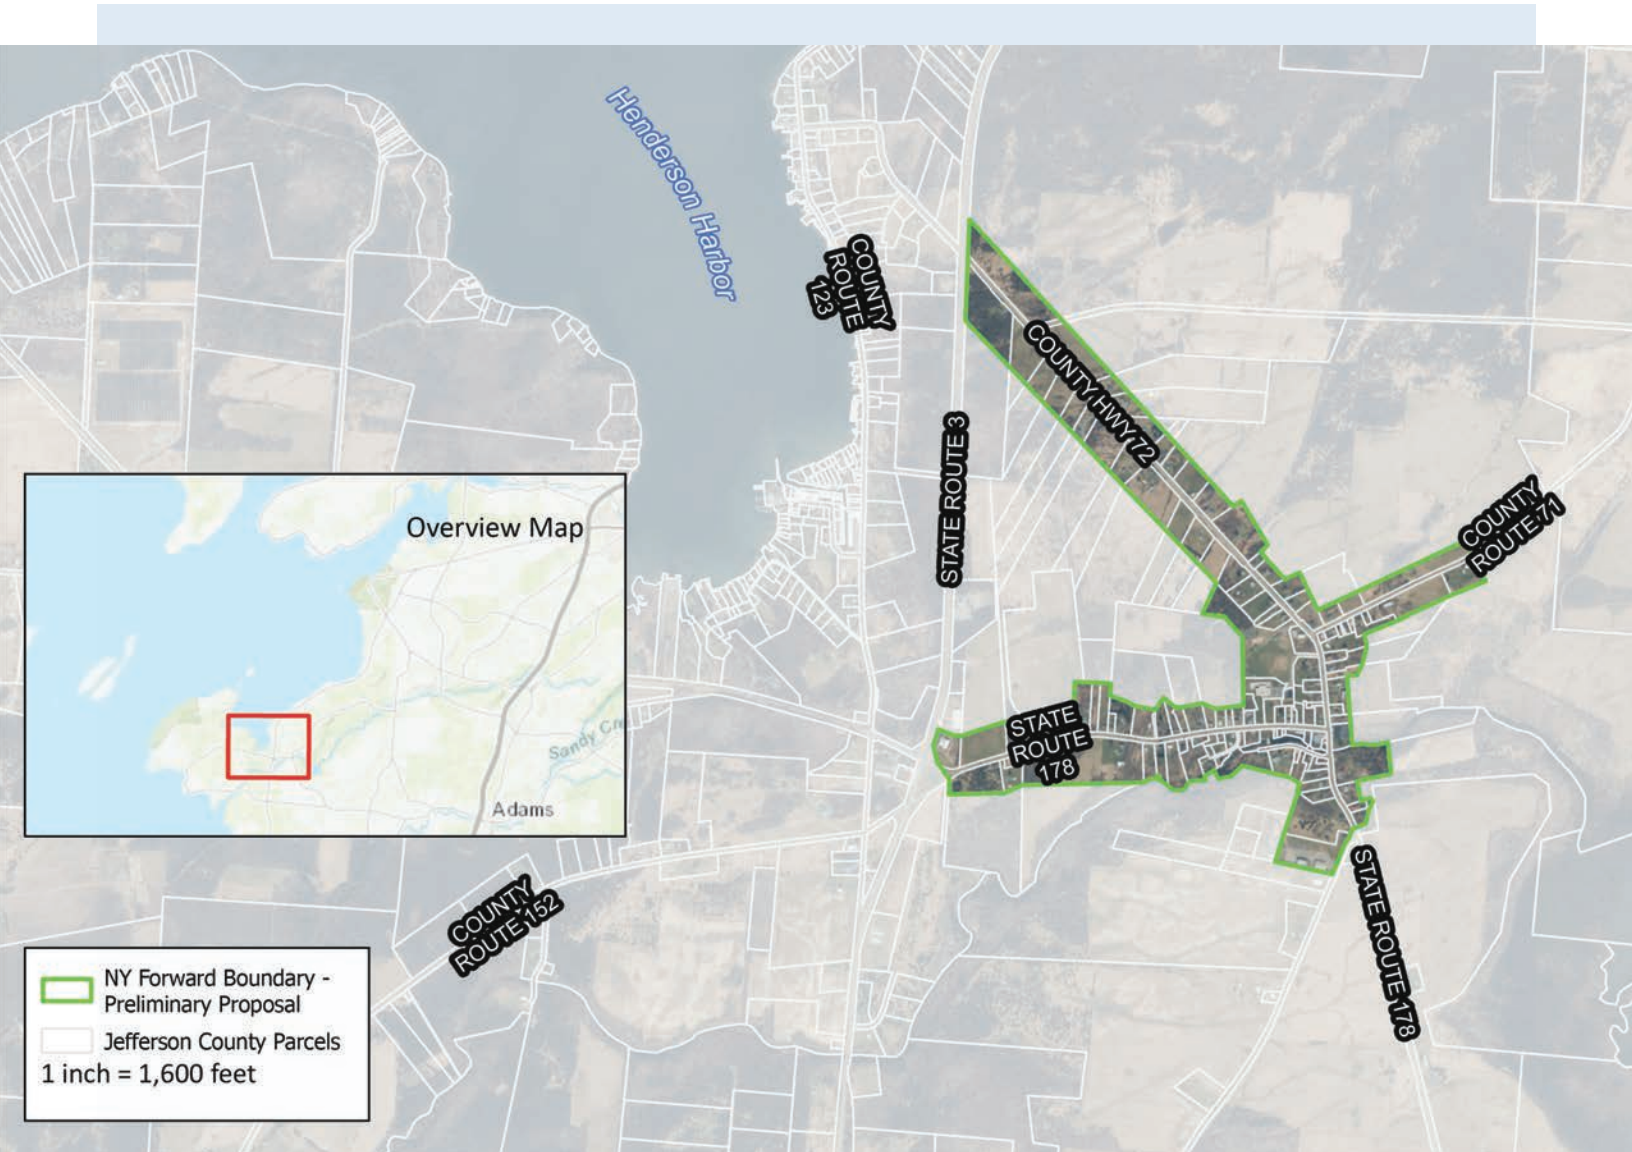 Henderson Harbor
COUNTY
ROUTE
123
COUNTY HWY 72
STATE ROUTE 3
COUNTY
ROUTE 71
Overview Map
Sandy Cre
Adams
STATE
ROUTE
178
COUNTY
ROUTE 152
STATE ROUTE 178
NY Forward Boundary -
Preliminary Proposal
Jefferson County Parcels
1 inch = 1,600 feet